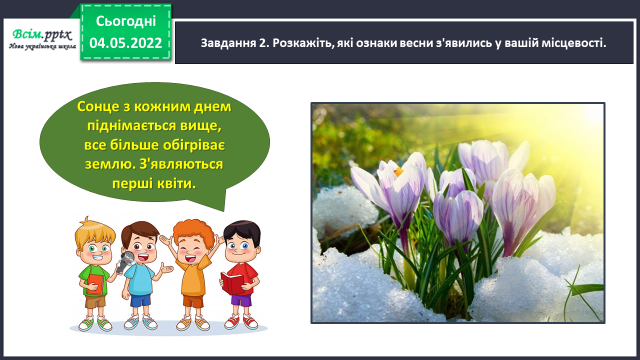 Всім.pptx
Нова українська школа
Сьогодні
04.05.2022
Завдання 2. Розкажіть, які ознаки весни з'явились у вашій місцевості.
Сонце з кожним днем
піднімається вище,
все більше обігріває
землю. З'являються
перші квіти.